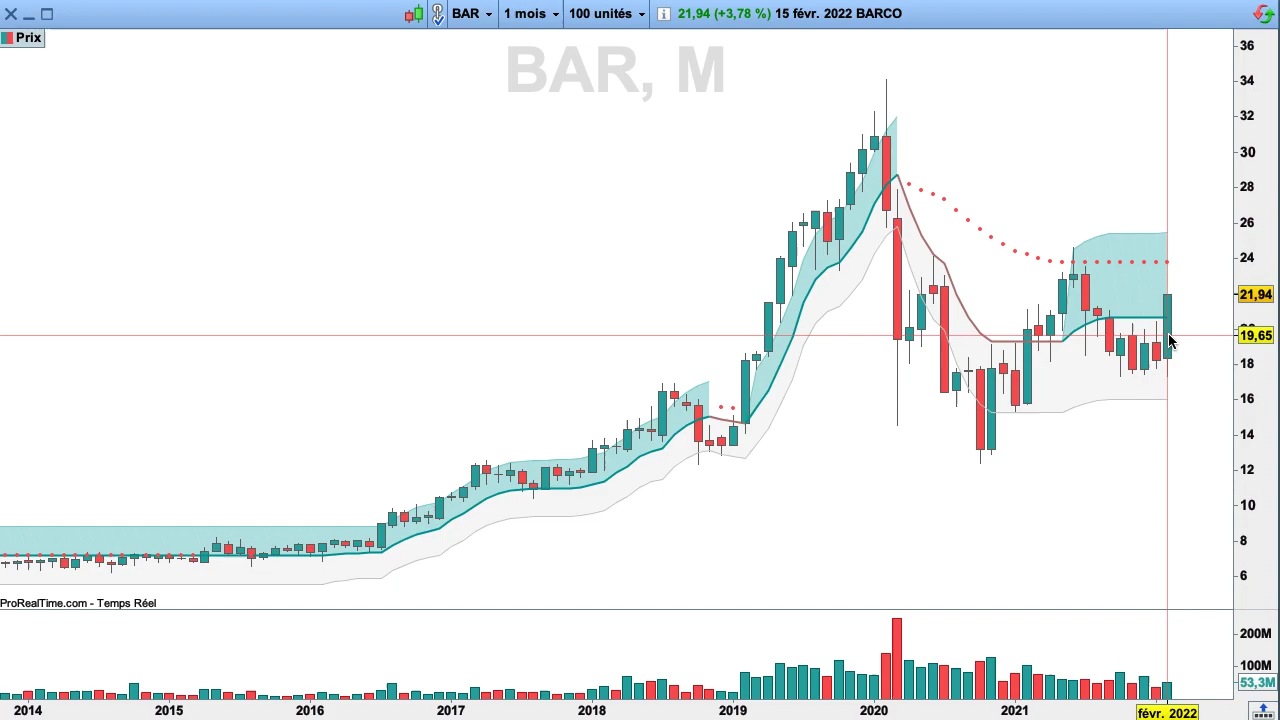 BAR 1 mois 100 unités 21,94 (+3,78 %) 15 févr. 2022 BARCO
Prix
BAR, M
36
34
32
30
28
26
24
21,94
19,65
18
16
14
12
10
8
6
ProRealTime.com - Temps Réel
200M
100M
53,3M
2014 2015 2016 2017 2018 2019 2020 2021 févr. 2022